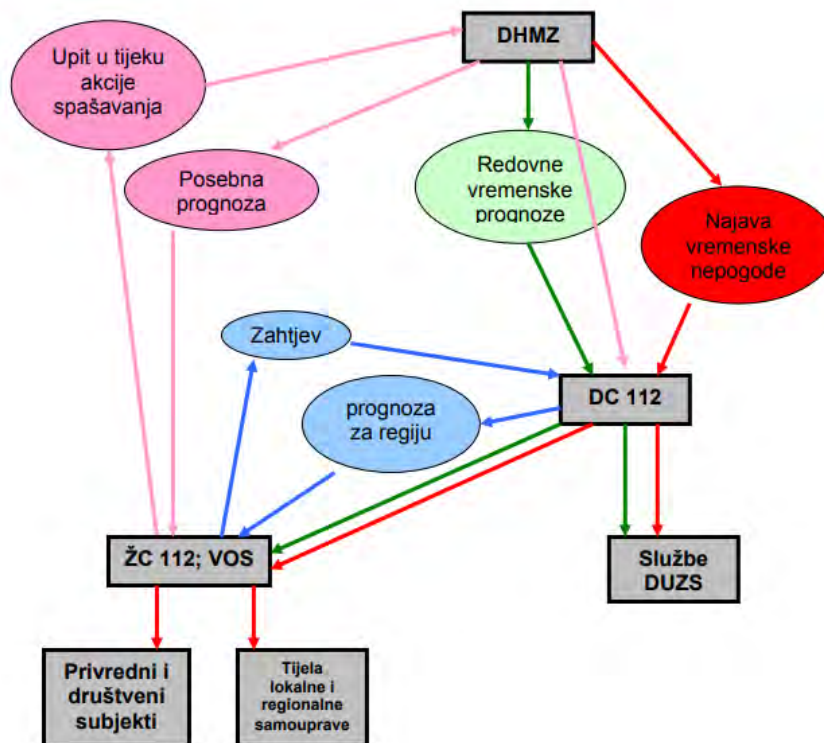 DHMZ
Upit u tijeku
akcije
spašavanja
Posebna
prognoza
Redovne
vremenske
prognoze
Najava
vremenske
nepogode
Zahtjev
prognoza
za regiju
DC 112
ŽC 112; VOS
Službe
DUZS
Privredni i
društveni
subjekti
Tijela
lokalne i
regionalne
samouprave